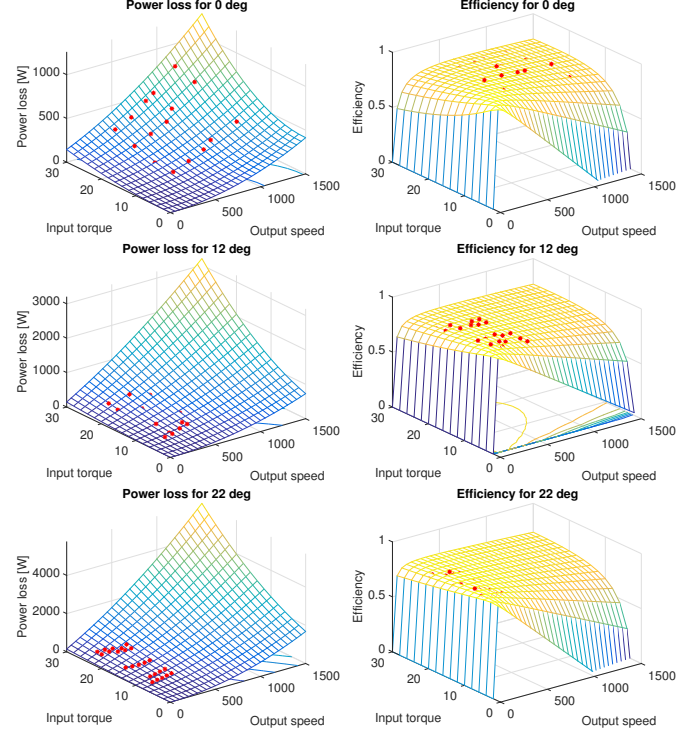 Power loss for 0 deg
Power loss [W]
1000
500
0
30
20
10
0
0
500
1000
1500
Input torque
Output speed
Efficiency for 0 deg
Efficiency
1
0.5
0
30
20
10
0
0
500
1000
1500
Input torque
Output speed
Power loss for 12 deg
Power loss [W]
3000
2000
1000
0
30
20
10
0
0
500
1000
1500
Input torque
Output speed
Efficiency for 12 deg
Efficiency
1
0.5
0
30
20
10
0
0
500
1000
1500
Input torque
Output speed
Power loss for 22 deg
Power loss [W]
4000
2000
0
30
20
10
0
0
500
1000
1500
Input torque
Output speed
Efficiency for 22 deg
Efficiency
1
0.5
0
30
20
10
0
0
500
1000
1500
Input torque
Output speed